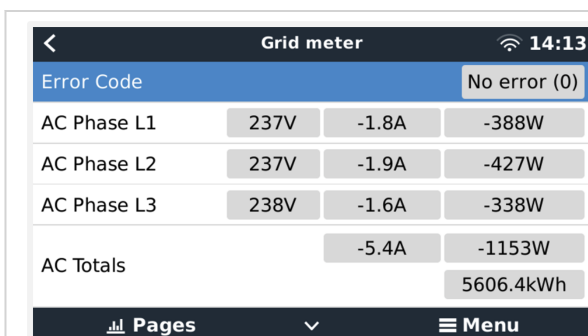 Grid meter 14:13
Error Code No error (0)
AC Phase L1 237V -1.8A -388W
AC Phase L2 237V -1.9A -427W
AC Phase L3 238V -1.6A -338W
AC Totals -5.4A -1153W
5606.4kWh
Pages Menu